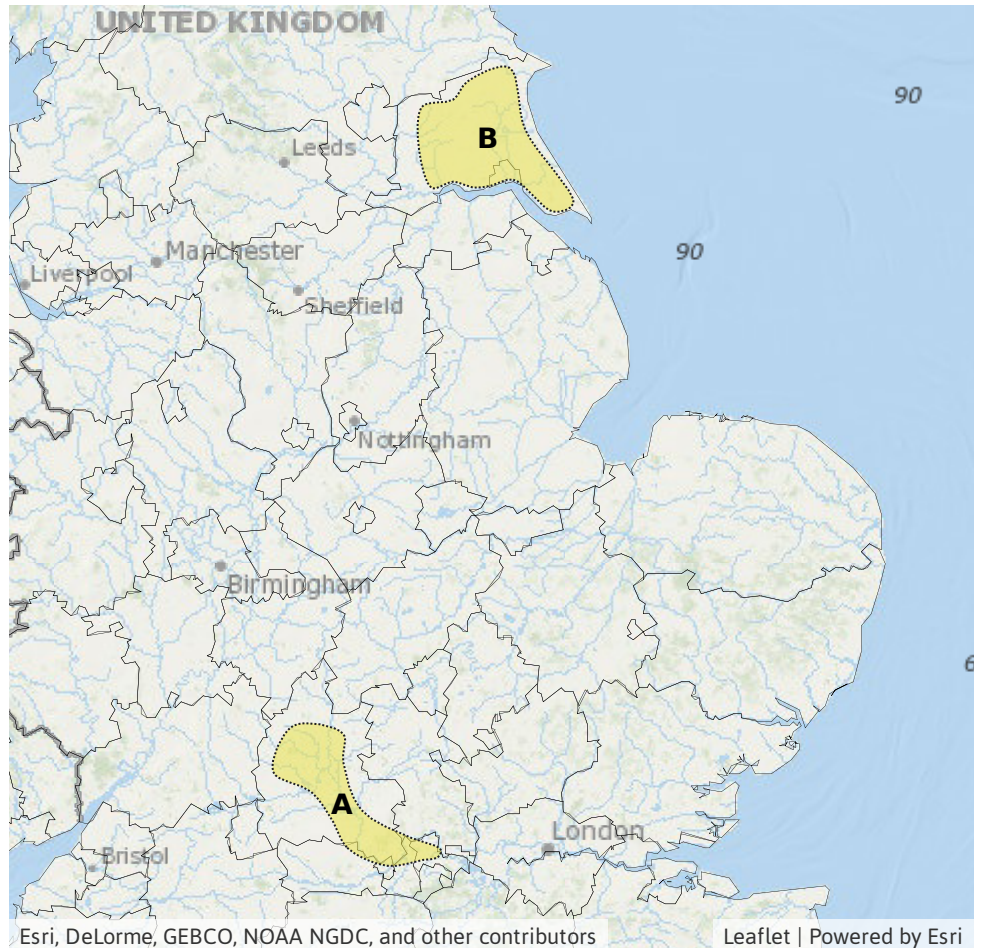 UNITED KINGDOM
90
B
Leeds
90
Manchester
Liverpool
Sheffield
Nottingham
Birmingham
6
A
London
Bristol
Esri, DeLorme, GEBCO, NOAA NGDC, and other contributors
Leaflet | Powered by Esri